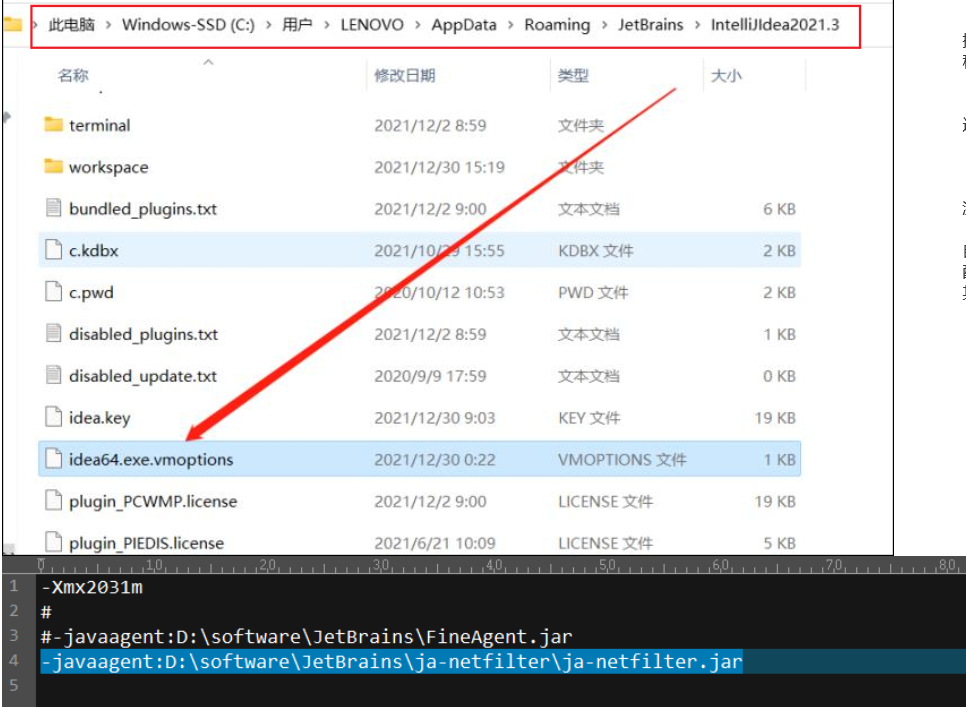 此电脑 > Windows-SSD (C:) > 用户 > LENOVO > AppData > Roaming > JetBrains > IntelliJIdea2021.3
名称 修改日期 类型 大小
terminal 2021/12/2 8:59 文件夹
workspace 2021/12/30 15:19 文件夹
bundled_plugins.txt 2021/12/2 9:00 文本文档 6 KB
c.kdbx 2021/10/29 15:55 KDBX 文件 2 KB
c.pwd 2020/10/12 10:53 PWD 文件 2 KB
disabled_plugins.txt 2021/12/2 8:59 文本文档 1 KB
disabled_update.txt 2020/9/9 17:59 文本文档 0 KB
idea.key 2021/12/30 9:03 KEY 文件 19 KB
idea64.exe.vmoptions 2021/12/30 0:22 VMOPTIONS 文件 1 KB
plugin_PCWMP.license 2021/12/2 9:00 LICENSE 文件 19 KB
plugin_PIEDIS.license 2021/6/21 10:09 LICENSE 文件 5 KB
0 10 20 30 40 50 60 70 80
1 -Xmx2031m
2 #
3 #-javaagent:D:\software\JetBrains\FineAgent.jar
4 -javaagent:D:\software\JetBrains\ja-netfilter\ja-netfilter.jar
5